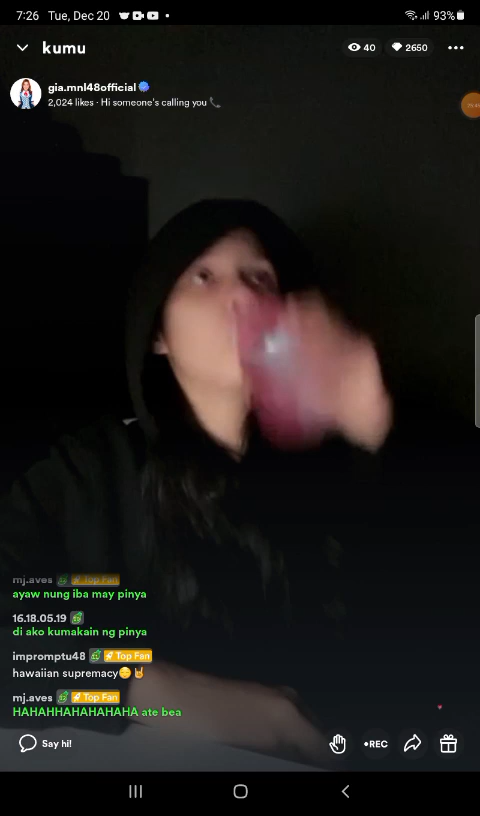 7:26 Tue, Dec 20 93%
kumu 40 2650
gia.mnl48official
2,024 likes · Hi someone's calling you
mj.aves Top Fan
ayaw nung iba may pinya
16.18.05.19
di ako kumakain ng pinya
impromptu48 Top Fan
hawaiian supremacy😌🤘
mj.aves Top Fan
HAHAHHAHAHAHAHA ate bea
Say hi! •REC